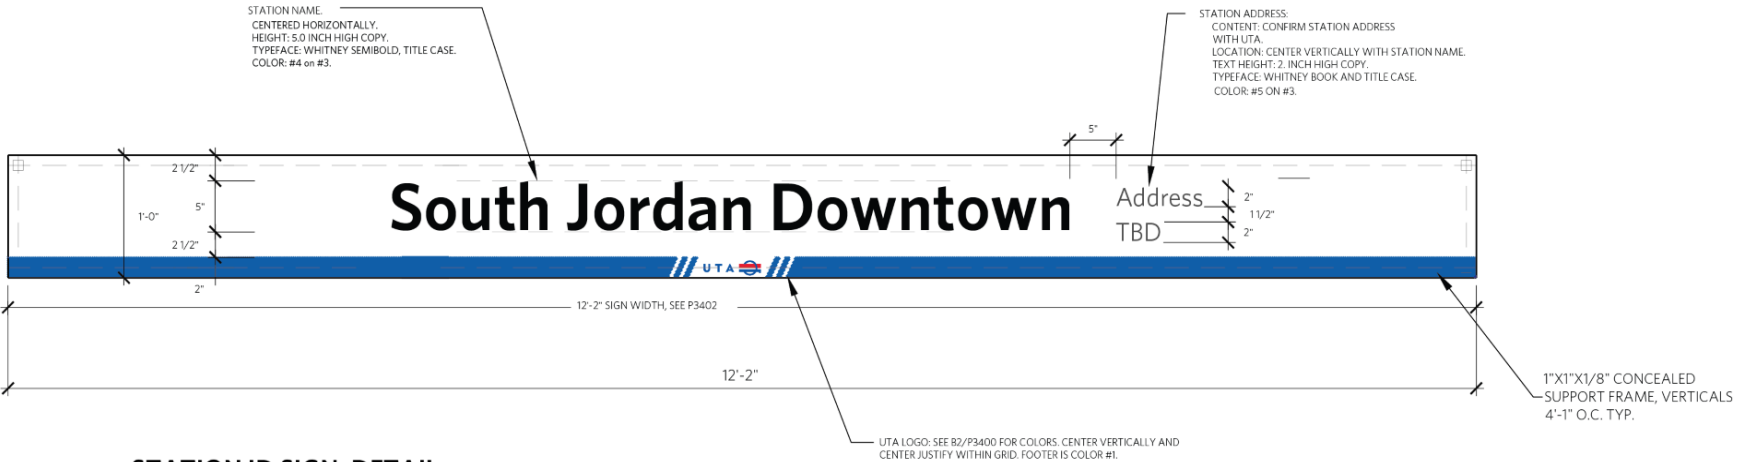 STATION NAME.
CENTERED HORIZONTALLY.
HEIGHT: 5.0 INCH HIGH COPY.
TYPEFACE: WHITNEY SEMIBOLD, TITLE CASE.
COLOR: #4 on #3.
STATION ADDRESS:
CONTENT: CONFIRM STATION ADDRESS
WITH UTA.
LOCATION: CENTER VERTICALLY WITH STATION NAME.
TEXT HEIGHT: 2. INCH HIGH COPY.
TYPEFACE: WHITNEY BOOK AND TITLE CASE.
COLOR: #5 ON #3.
5"
2 1/2"
5"
1'-0"
2 1/2"
2"
South Jordan Downtown
Address
TBD
2"
1 1/2"
2"
UTA
12'-2" SIGN WIDTH, SEE P3402
12'-2"
1"X1"X1/8" CONCEALED
SUPPORT FRAME, VERTICALS
4'-1" O.C. TYP.
UTA LOGO: SEE B2/P3400 FOR COLORS. CENTER VERTICALLY AND
CENTER JUSTIFY WITHIN GRID. FOOTER IS COLOR #1.
STATION ID SIGN DETAIL